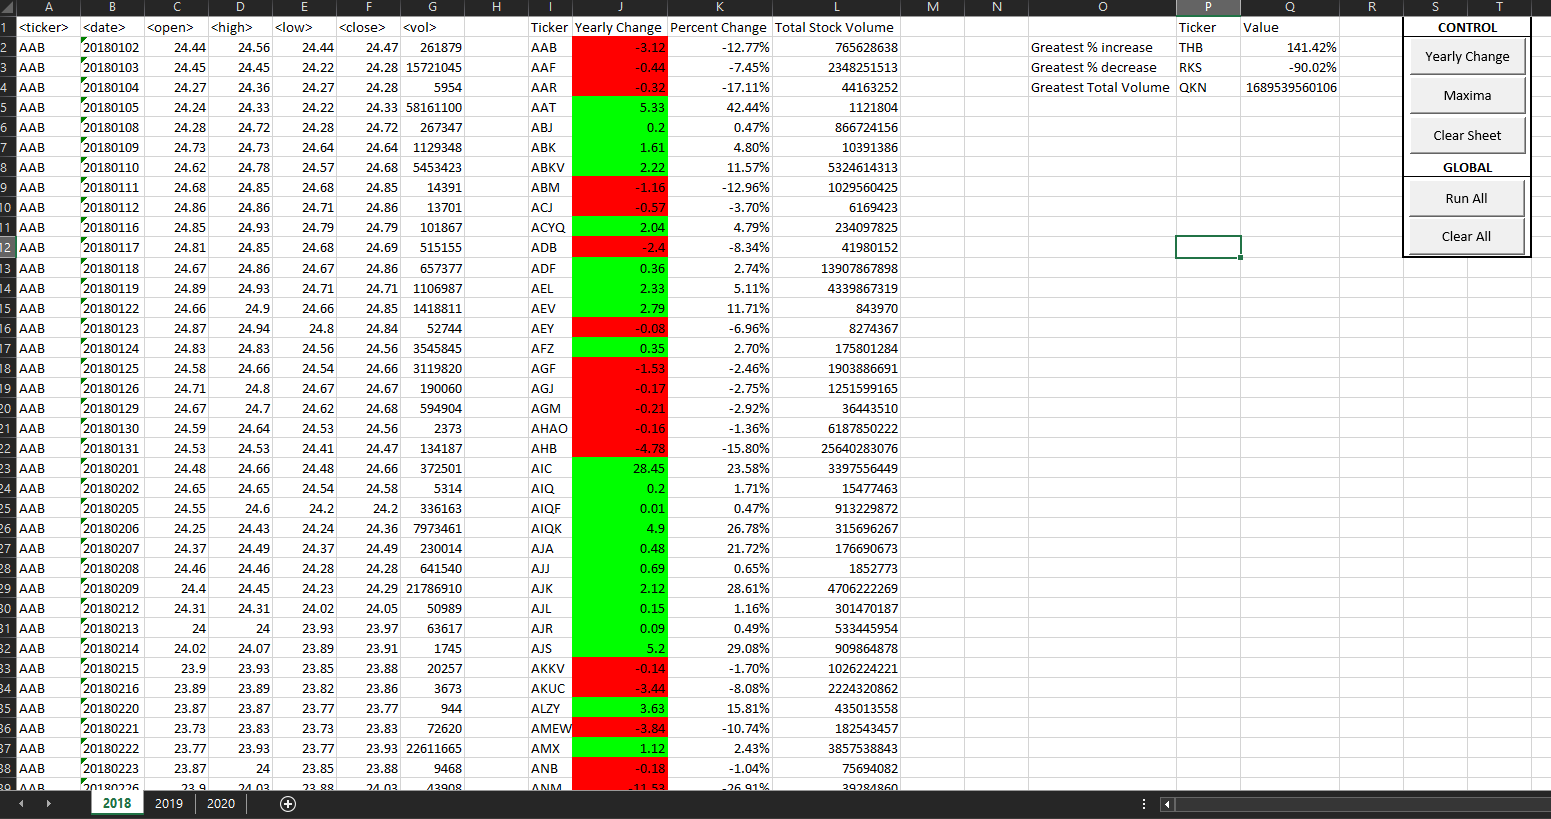 A B C D E F G H I J K L M N O P Q R S T
1 <ticker> <date> <open> <high> <low> <close> <vol> Ticker Yearly Change Percent Change Total Stock Volume Ticker Value CONTROL
2 AAB 20180102 24.44 24.56 24.44 24.47 261879 AAB -3.12 -12.77% 765628638 Greatest % increase THB 141.42% Yearly Change
3 AAB 20180103 24.45 24.45 24.22 24.28 15721045 AAF -0.44 -7.45% 2348251513 Greatest % decrease RKS -90.02%
4 AAB 20180104 24.27 24.36 24.27 24.28 5954 AAR -0.32 -17.11% 44163252 Greatest Total Volume QKN 1689539560106 Maxima
5 AAB 20180105 24.24 24.33 24.22 24.33 58161100 AAT 5.33 42.44% 1121804
6 AAB 20180108 24.28 24.72 24.28 24.72 267347 ABJ 0.2 0.47% 866724156 Clear Sheet
7 AAB 20180109 24.73 24.73 24.64 24.64 1129348 ABK 1.61 4.80% 10391386
8 AAB 20180110 24.62 24.78 24.57 24.68 5453423 ABKV 2.22 11.57% 5324614313 GLOBAL
9 AAB 20180111 24.68 24.85 24.68 24.85 14391 ABM -1.16 -12.96% 1029560425 Run All
10 AAB 20180112 24.86 24.86 24.71 24.86 13701 ACJ -0.57 -3.70% 6169423
11 AAB 20180116 24.85 24.93 24.79 24.79 101867 ACYQ 2.04 4.79% 234097825 Clear All
12 AAB 20180117 24.81 24.85 24.68 24.69 515155 ADB -2.4 -8.34% 41980152
13 AAB 20180118 24.67 24.86 24.67 24.86 657377 ADF 0.36 2.74% 13907867898
14 AAB 20180119 24.89 24.93 24.71 24.71 1106987 AEL 2.33 5.11% 4339867319
15 AAB 20180122 24.66 24.9 24.66 24.85 1418811 AEV 2.79 11.71% 843970
16 AAB 20180123 24.87 24.94 24.8 24.84 52744 AEY -0.08 -6.96% 8274367
17 AAB 20180124 24.83 24.83 24.56 24.56 3545845 AFZ 0.35 2.70% 175801284
18 AAB 20180125 24.58 24.66 24.54 24.66 3119820 AGF -1.53 -2.46% 1903886691
19 AAB 20180126 24.71 24.8 24.67 24.67 190060 AGJ -0.17 -2.75% 1251599165
20 AAB 20180129 24.67 24.7 24.62 24.68 594904 AGM -0.21 -2.92% 36443510
21 AAB 20180130 24.59 24.64 24.53 24.56 2373 AHAO -0.16 -1.36% 6187850222
22 AAB 20180131 24.53 24.53 24.41 24.47 134187 AHB -4.78 -15.80% 25640283076
23 AAB 20180201 24.48 24.66 24.48 24.66 372501 AIC 28.45 23.58% 3397556449
24 AAB 20180202 24.65 24.65 24.54 24.58 5314 AIQ 0.2 1.71% 15477463
25 AAB 20180205 24.55 24.6 24.2 24.2 336163 AIQF 0.01 0.47% 913229872
26 AAB 20180206 24.25 24.43 24.24 24.36 7973461 AIQK 4.9 26.78% 315696267
27 AAB 20180207 24.37 24.49 24.37 24.49 230014 AJA 0.48 21.72% 176690673
28 AAB 20180208 24.46 24.46 24.28 24.28 641540 AJJ 0.69 0.65% 1852773
29 AAB 20180209 24.4 24.45 24.23 24.29 21786910 AJK 2.12 28.61% 4706222269
30 AAB 20180212 24.31 24.31 24.02 24.05 50989 AJL 0.15 1.16% 301470187
31 AAB 20180213 24 24 23.93 23.97 63617 AJR 0.09 0.49% 533445954
32 AAB 20180214 24.02 24.07 23.89 23.91 1745 AJS 5.2 29.08% 909864878
33 AAB 20180215 23.9 23.93 23.85 23.88 20257 AKKV -0.14 -1.70% 1026224221
34 AAB 20180216 23.89 23.89 23.82 23.86 3673 AKUC -3.44 -8.08% 2224320862
35 AAB 20180220 23.87 23.87 23.77 23.77 944 ALZY 3.63 15.81% 435013558
36 AAB 20180221 23.73 23.83 23.73 23.83 72620 AMEW -3.84 -10.74% 182543457
37 AAB 20180222 23.77 23.93 23.77 23.93 22611665 AMX 1.12 2.43% 3857538843
38 AAB 20180223 23.87 24 23.85 23.88 9468 ANB -0.18 -1.04% 75694082
39 AAB 20180226 23.9 24.03 23.88 24.03 43908 ANM -11.53 -26.91% 39284860
2018 2019 2020